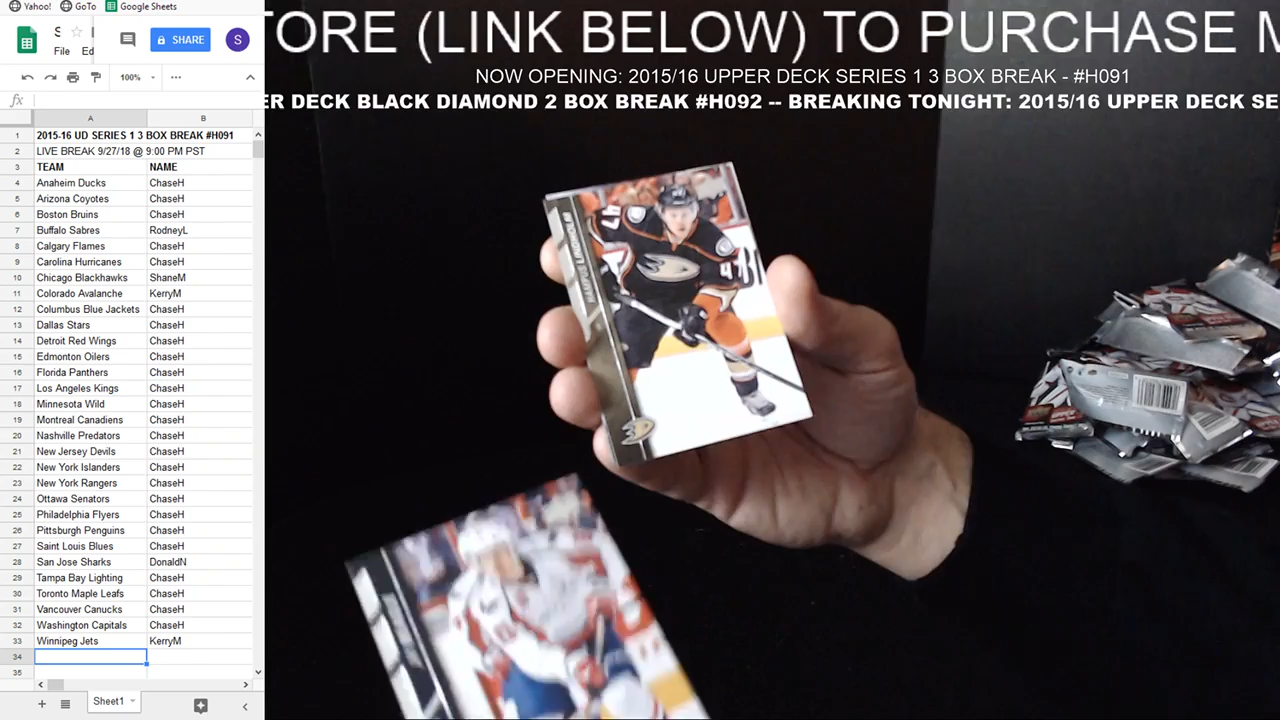 Yahoo! GoTo Google Sheets
S
File Ed
SHARE
S
100%
fx
A B
1 2015-16 UD SERIES 1 3 BOX BREAK #H091
2 LIVE BREAK 9/27/18 @ 9:00 PM PST
3 TEAM NAME
4 Anaheim Ducks ChaseH
5 Arizona Coyotes ChaseH
6 Boston Bruins ChaseH
7 Buffalo Sabres RodneyL
8 Calgary Flames ChaseH
9 Carolina Hurricanes ChaseH
10 Chicago Blackhawks ShaneM
11 Colorado Avalanche KerryM
12 Columbus Blue Jackets ChaseH
13 Dallas Stars ChaseH
14 Detroit Red Wings ChaseH
15 Edmonton Oilers ChaseH
16 Florida Panthers ChaseH
17 Los Angeles Kings ChaseH
18 Minnesota Wild ChaseH
19 Montreal Canadiens ChaseH
20 Nashville Predators ChaseH
21 New Jersey Devils ChaseH
22 New York Islanders ChaseH
23 New York Rangers ChaseH
24 Ottawa Senators ChaseH
25 Philadelphia Flyers ChaseH
26 Pittsburgh Penguins ChaseH
27 Saint Louis Blues ChaseH
28 San Jose Sharks DonaldN
29 Tampa Bay Lighting ChaseH
30 Toronto Maple Leafs ChaseH
31 Vancouver Canucks ChaseH
32 Washington Capitals ChaseH
33 Winnipeg Jets KerryM
34
35
Sheet1
ORE (LINK BELOW) TO PURCHASE M
NOW OPENING: 2015/16 UPPER DECK SERIES 1 3 BOX BREAK - #H091
ER DECK BLACK DIAMOND 2 BOX BREAK #H092 -- BREAKING TONIGHT: 2015/16 UPPER DECK SE
HAMPUS LINDHOLM
47